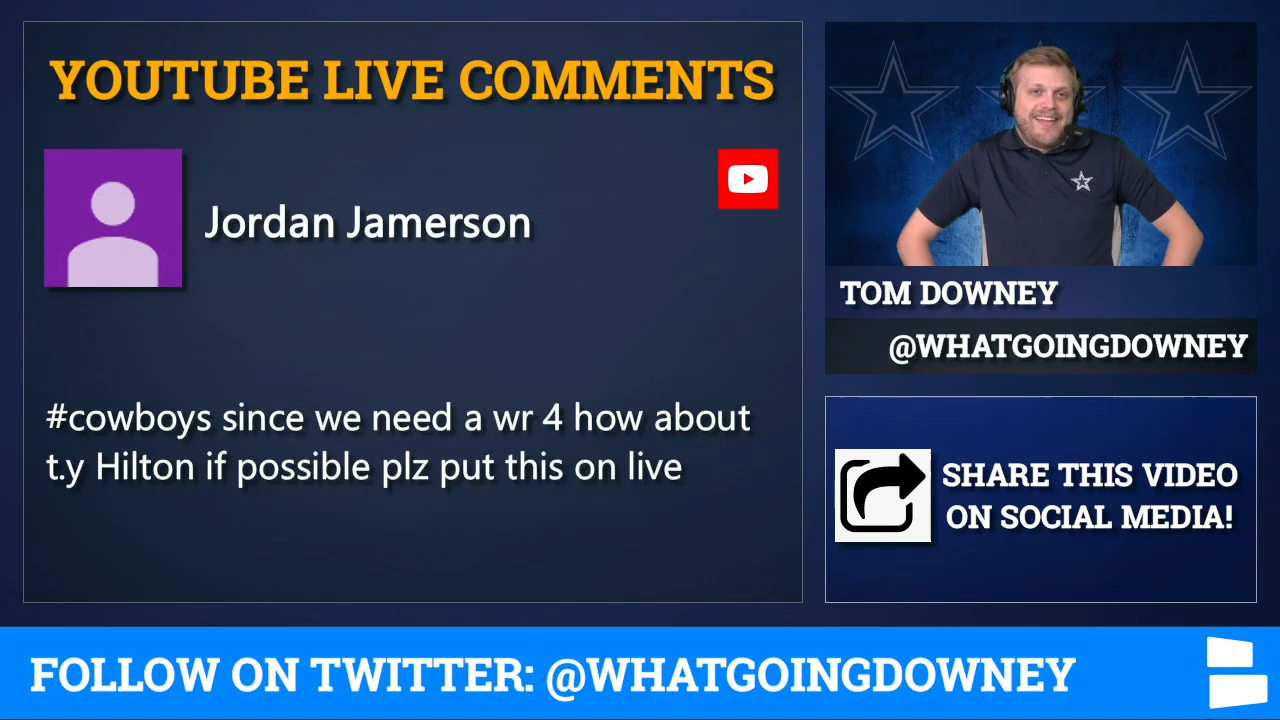 YOUTUBE LIVE COMMENTS
Jordan Jamerson
#cowboys since we need a wr 4 how about
t.y Hilton if possible plz put this on live
TOM DOWNEY
@WHATGOINGDOWNEY
SHARE THIS VIDEO
ON SOCIAL MEDIA!
FOLLOW ON TWITTER: @WHATGOINGDOWNEY